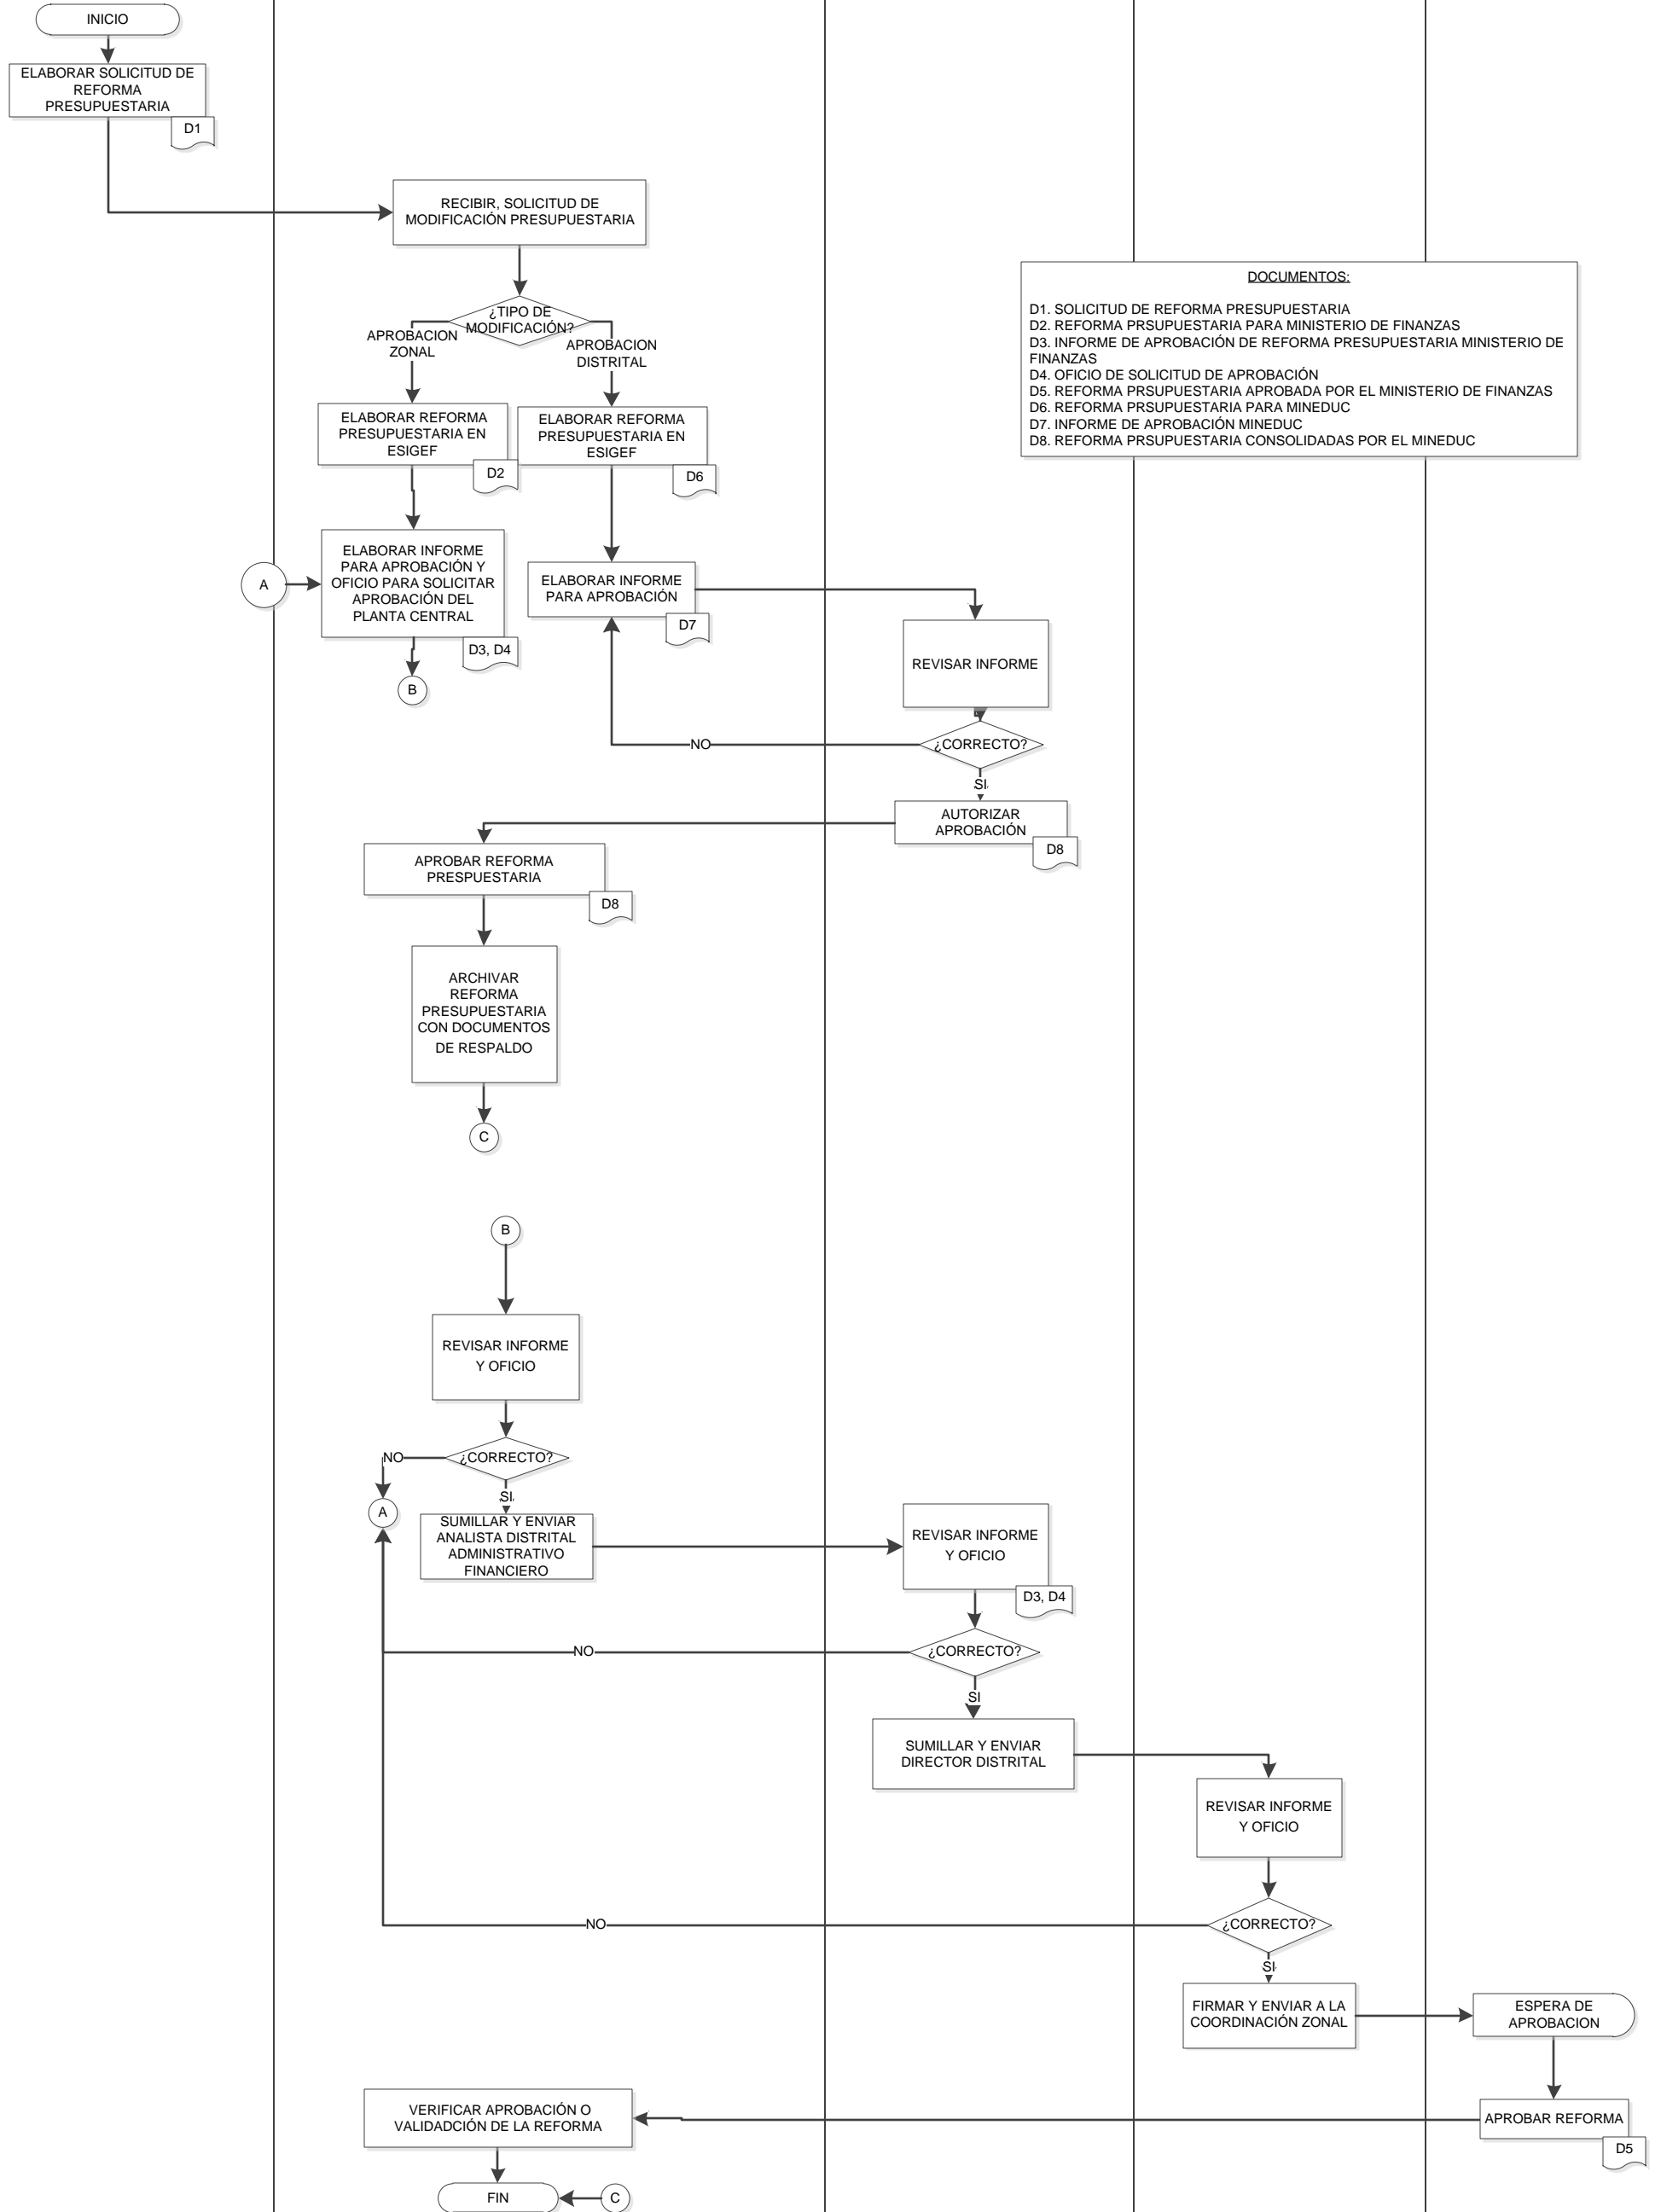 INICIO
ELABORAR SOLICITUD DE
REFORMA
PRESUPUESTARIA
D1
RECIBIR, SOLICITUD DE
MODIFICACIÓN PRESUPUESTARIA
¿TIPO DE
MODIFICACIÓN?
APROBACION
ZONAL
APROBACION
DISTRITAL
DOCUMENTOS:
D1. SOLICITUD DE REFORMA PRESUPUESTARIA
D2. REFORMA PRSUPUESTARIA PARA MINISTERIO DE FINANZAS
D3. INFORME DE APROBACIÓN DE REFORMA PRESUPUESTARIA MINISTERIO DE
FINANZAS
D4. OFICIO DE SOLICITUD DE APROBACIÓN
D5. REFORMA PRSUPUESTARIA APROBADA POR EL MINISTERIO DE FINANZAS
D6. REFORMA PRSUPUESTARIA PARA MINEDUC
D7. INFORME DE APROBACIÓN MINEDUC
D8. REFORMA PRSUPUESTARIA CONSOLIDADAS POR EL MINEDUC
ELABORAR REFORMA
PRESUPUESTARIA EN
ESIGEF
D2
ELABORAR REFORMA
PRESUPUESTARIA EN
ESIGEF
D6
A
ELABORAR INFORME
PARA APROBACIÓN Y
OFICIO PARA SOLICITAR
APROBACIÓN DEL
PLANTA CENTRAL
D3, D4
B
ELABORAR INFORME
PARA APROBACIÓN
D7
REVISAR INFORME
¿CORRECTO?
NO
SI
AUTORIZAR
APROBACIÓN
D8
APROBAR REFORMA
PRESPUESTARIA
D8
ARCHIVAR
REFORMA
PRESUPUESTARIA
CON DOCUMENTOS
DE RESPALDO
C
B
REVISAR INFORME
Y OFICIO
¿CORRECTO?
NO
SI
A
SUMILLAR Y ENVIAR
ANALISTA DISTRITAL
ADMINISTRATIVO
FINANCIERO
REVISAR INFORME
Y OFICIO
D3, D4
¿CORRECTO?
NO
SI
SUMILLAR Y ENVIAR
DIRECTOR DISTRITAL
REVISAR INFORME
Y OFICIO
¿CORRECTO?
NO
SI
FIRMAR Y ENVIAR A LA
COORDINACIÓN ZONAL
ESPERA DE
APROBACION
APROBAR REFORMA
D5
VERIFICAR APROBACIÓN O
VALIDADCIÓN DE LA REFORMA
FIN
C